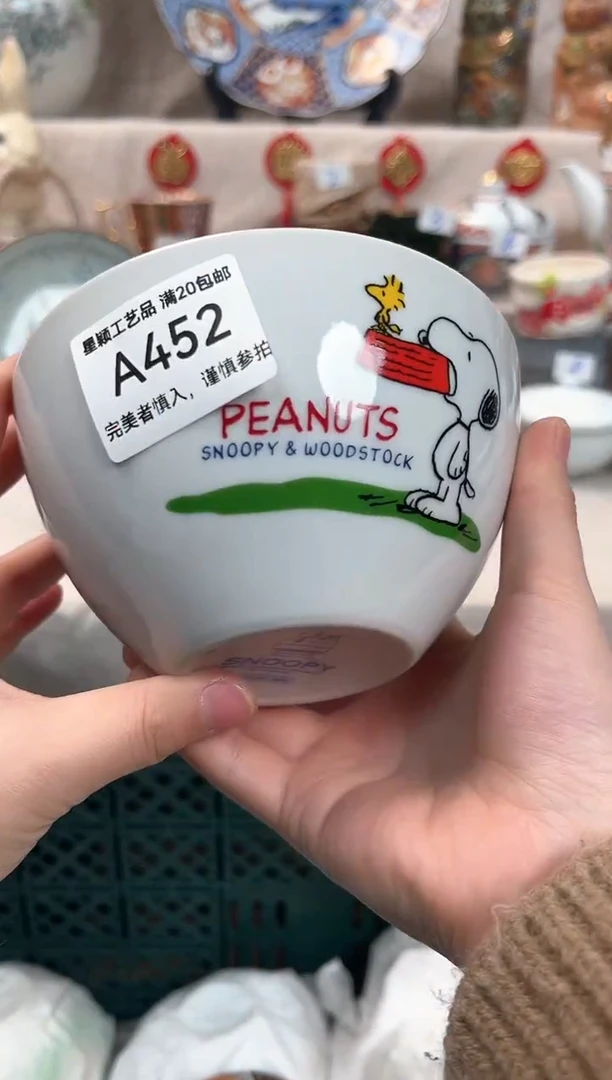 星颖工艺品 满20包邮
A452
完美者慎入，谨慎参拍
PEANUTS
SNOOPY & WOODSTOCK
SNOOPY